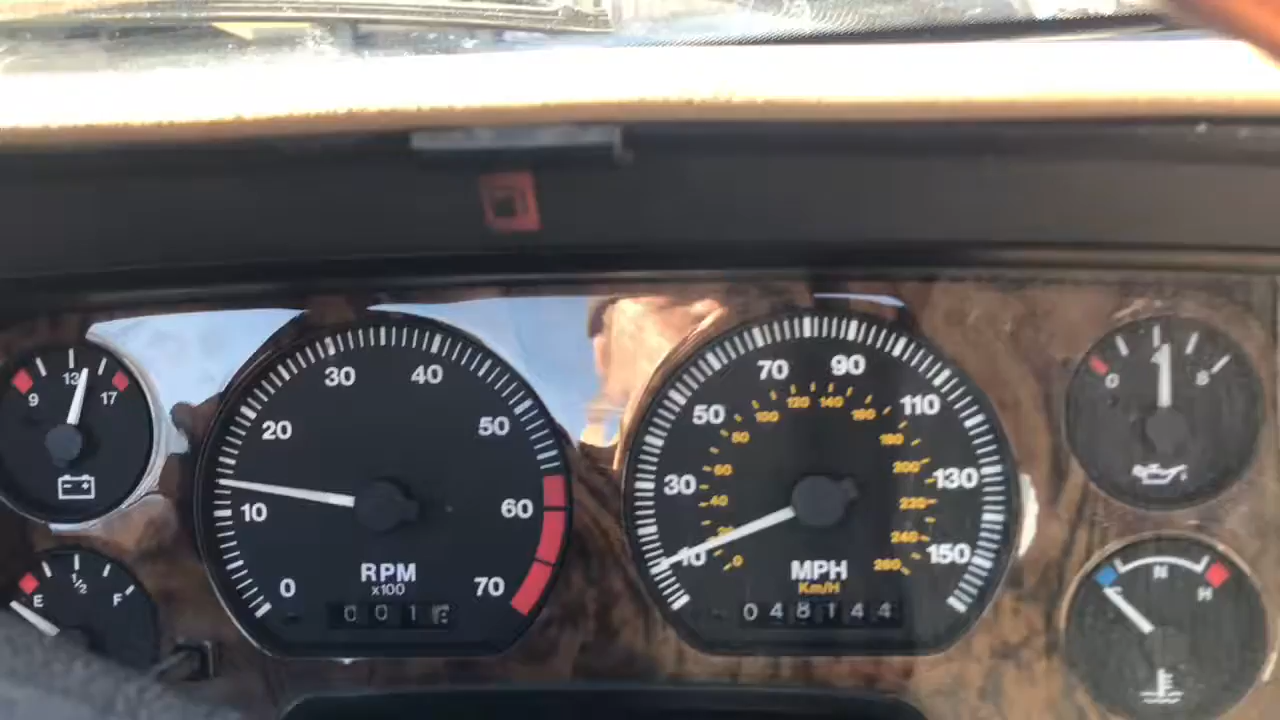 9 13 17
E 1/2 F
0 10 20 30 40 50 60 70
RPM
x100
0 0 1
10 30 50 70 90 110 130 150
0 20 40 60 80 100 120 140 160 180 200 220 240 260
MPH
Km/H
0 4 8 1 4 4
0 8
C N H